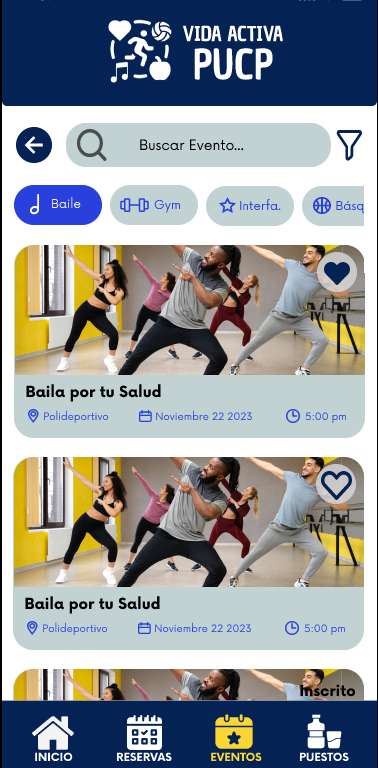 VIDA ACTIVA
PUCP
Buscar Evento...
Baile
Gym
Interfa.
Básq
Baila por tu Salud
Polideportivo
Noviembre 22 2023
5:00 pm
Baila por tu Salud
Polideportivo
Noviembre 22 2023
5:00 pm
Inscrito
INICIO
RESERVAS
EVENTOS
PUESTOS